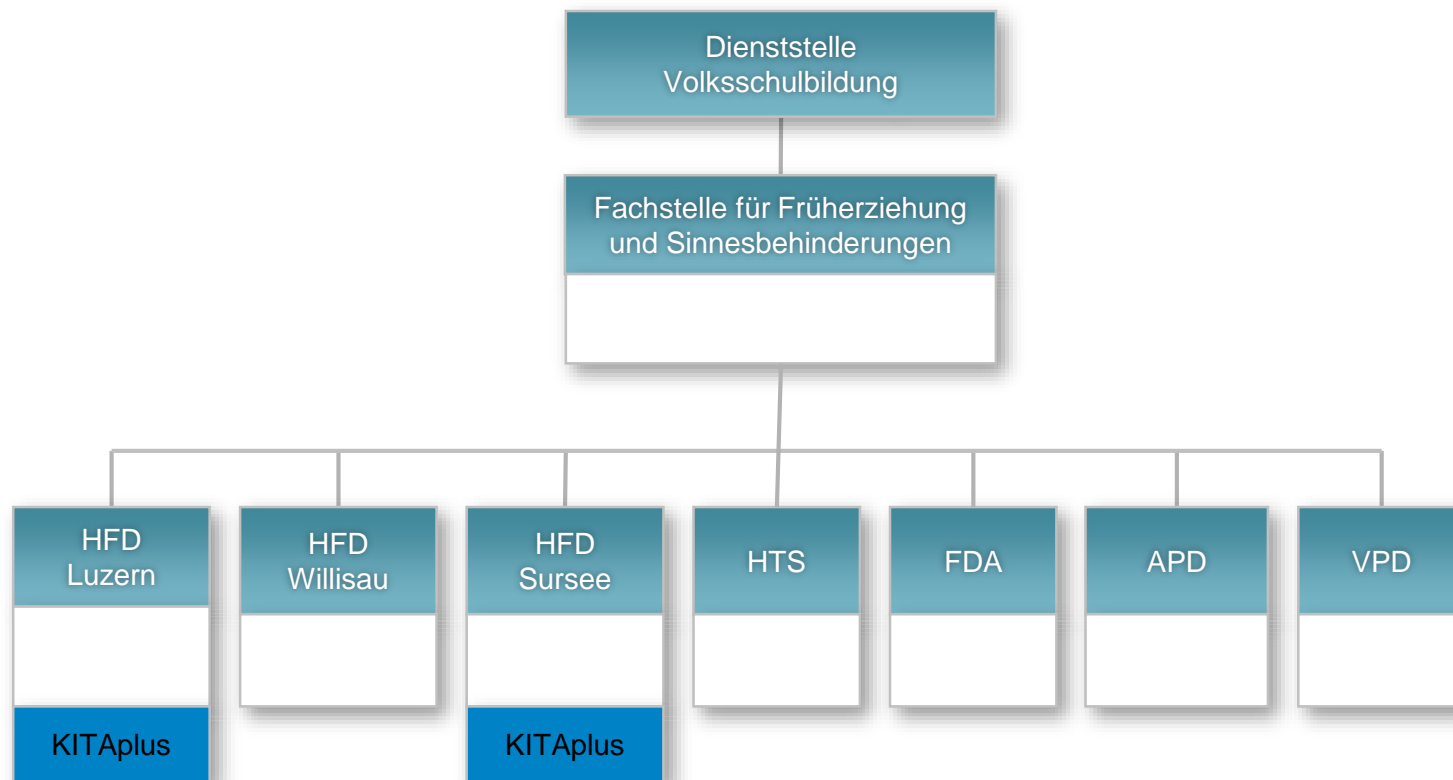 Dienststelle
Volksschulbildung
Fachstelle für Früherziehung
und Sinnesbehinderungen
HFD
Luzern
HFD
Willisau
HFD
Sursee
HTS
FDA
APD
VPD
KITAplus
KITAplus